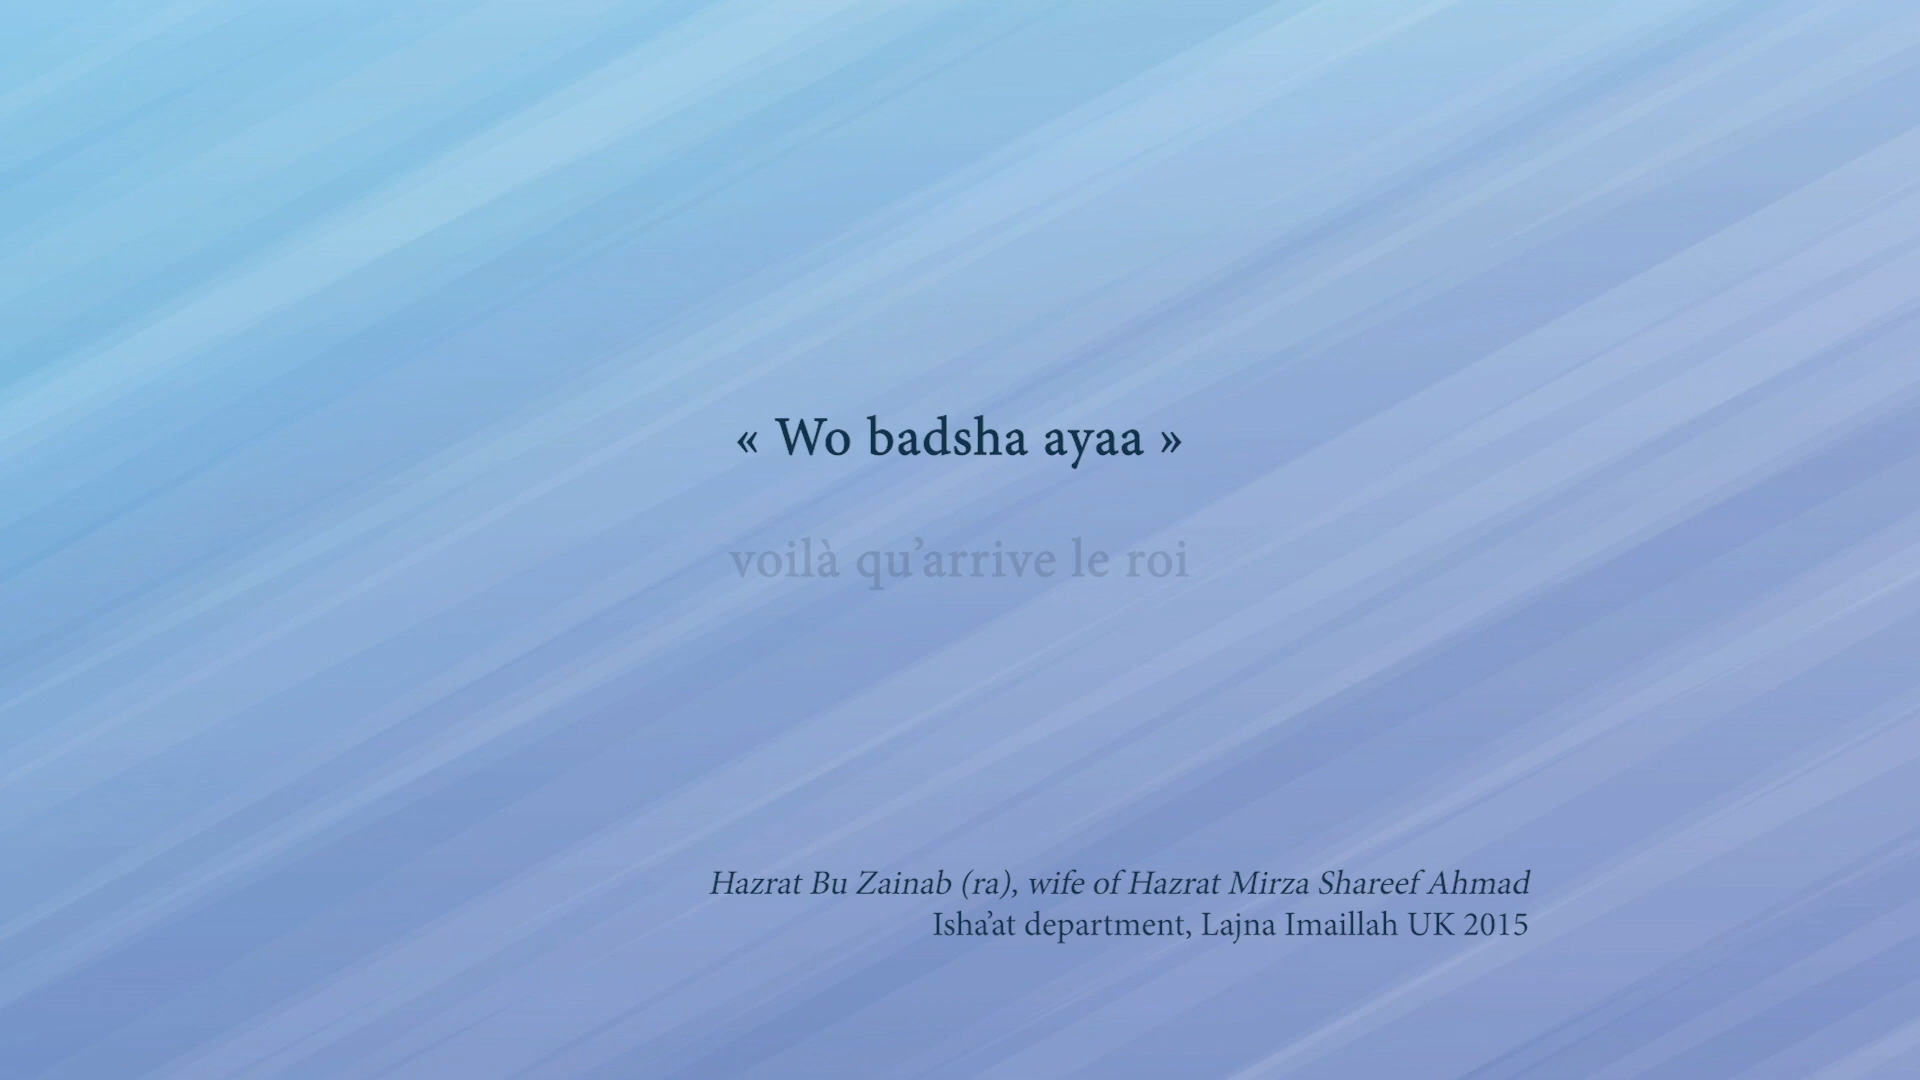 « Wo badsha ayaa »
voilà qu’arrive le roi
Hazrat Bu Zainab (ra), wife of Hazrat Mirza Shareef Ahmad
Isha’at department, Lajna Imaillah UK 2015